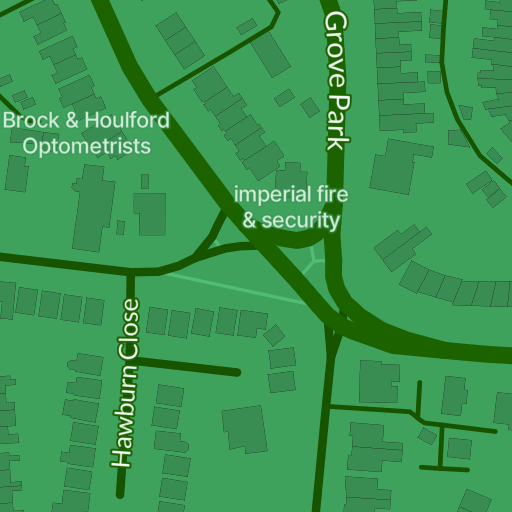 Grove Park
Brock & Houlford
Optometrists
imperial fire
& security
Hawburn Close